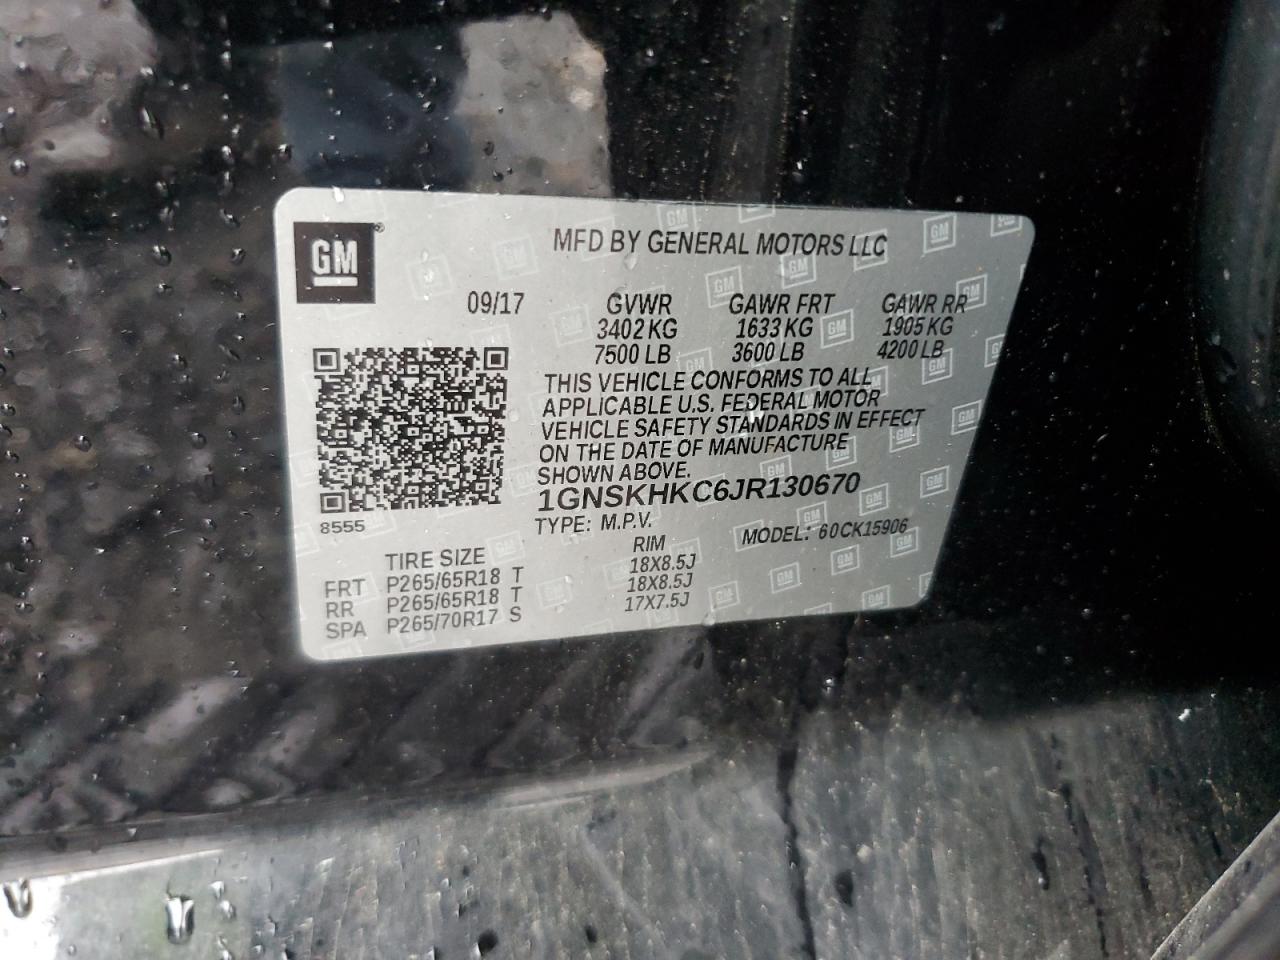 GM
MFD BY GENERAL MOTORS LLC
09/17 GVWR GAWR FRT GAWR RR
3402 KG 1633 KG 1905 KG
7500 LB 3600 LB 4200 LB
THIS VEHICLE CONFORMS TO ALL
APPLICABLE U.S. FEDERAL MOTOR
VEHICLE SAFETY STANDARDS IN EFFECT
ON THE DATE OF MANUFACTURE
SHOWN ABOVE.
1GNSKHKC6JR130670
8555
TYPE: M.P.V. MODEL: 60CK15906
TIRE SIZE RIM
FRT P265/65R18 T 18X8.5J
RR P265/65R18 T 18X8.5J
SPA P265/70R17 S 17X7.5J